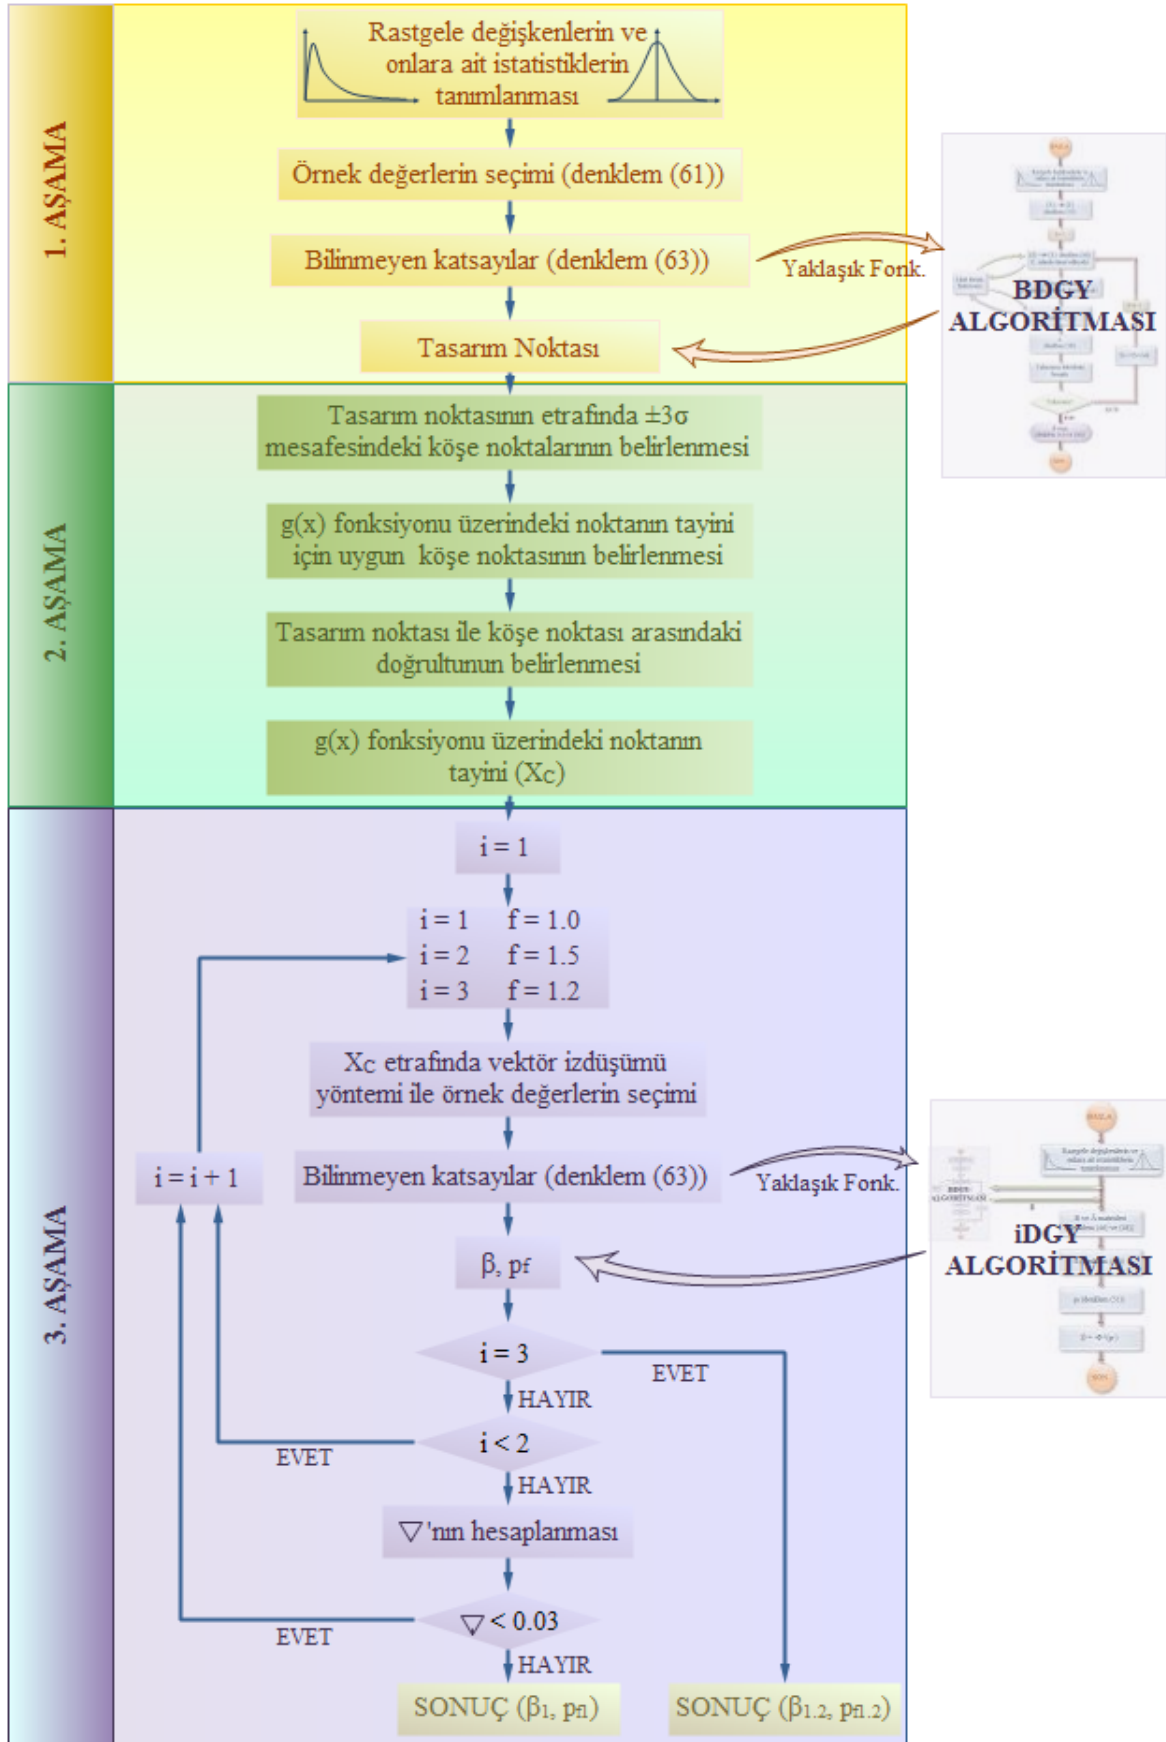 1. AŞAMA
Rastgele değişkenlerin ve
onlara ait istatistiklerin
tanımlanması
Örnek değerlerin seçimi (denklem (61))
Bilinmeyen katsayılar (denklem (63))
Yaklaşık Fonk.
BDGY
ALGORİTMASI
Tasarım Noktası
2. AŞAMA
Tasarım noktasının etrafında ±3σ
mesafesindeki köşe noktalarının belirlenmesi
g(x) fonksiyonu üzerindeki noktanın tayini
için uygun köşe noktasının belirlenmesi
Tasarım noktası ile köşe noktası arasındaki
doğrultunun belirlenmesi
g(x) fonksiyonu üzerindeki noktanın
tayini (XC)
3. AŞAMA
i = 1
i = 1 f = 1.0
i = 2 f = 1.5
i = 3 f = 1.2
XC etrafında vektör izdüşümü
yöntemi ile örnek değerlerin seçimi
i = i + 1
Bilinmeyen katsayılar (denklem (63))
Yaklaşık Fonk.
iDGY
ALGORİTMASI
β, pf
i = 3
EVET
HAYIR
i < 2
EVET
HAYIR
▽'nın hesaplanması
▽ < 0.03
EVET
HAYIR
SONUÇ (β1, pf1)
SONUÇ (β1.2, pf1.2)